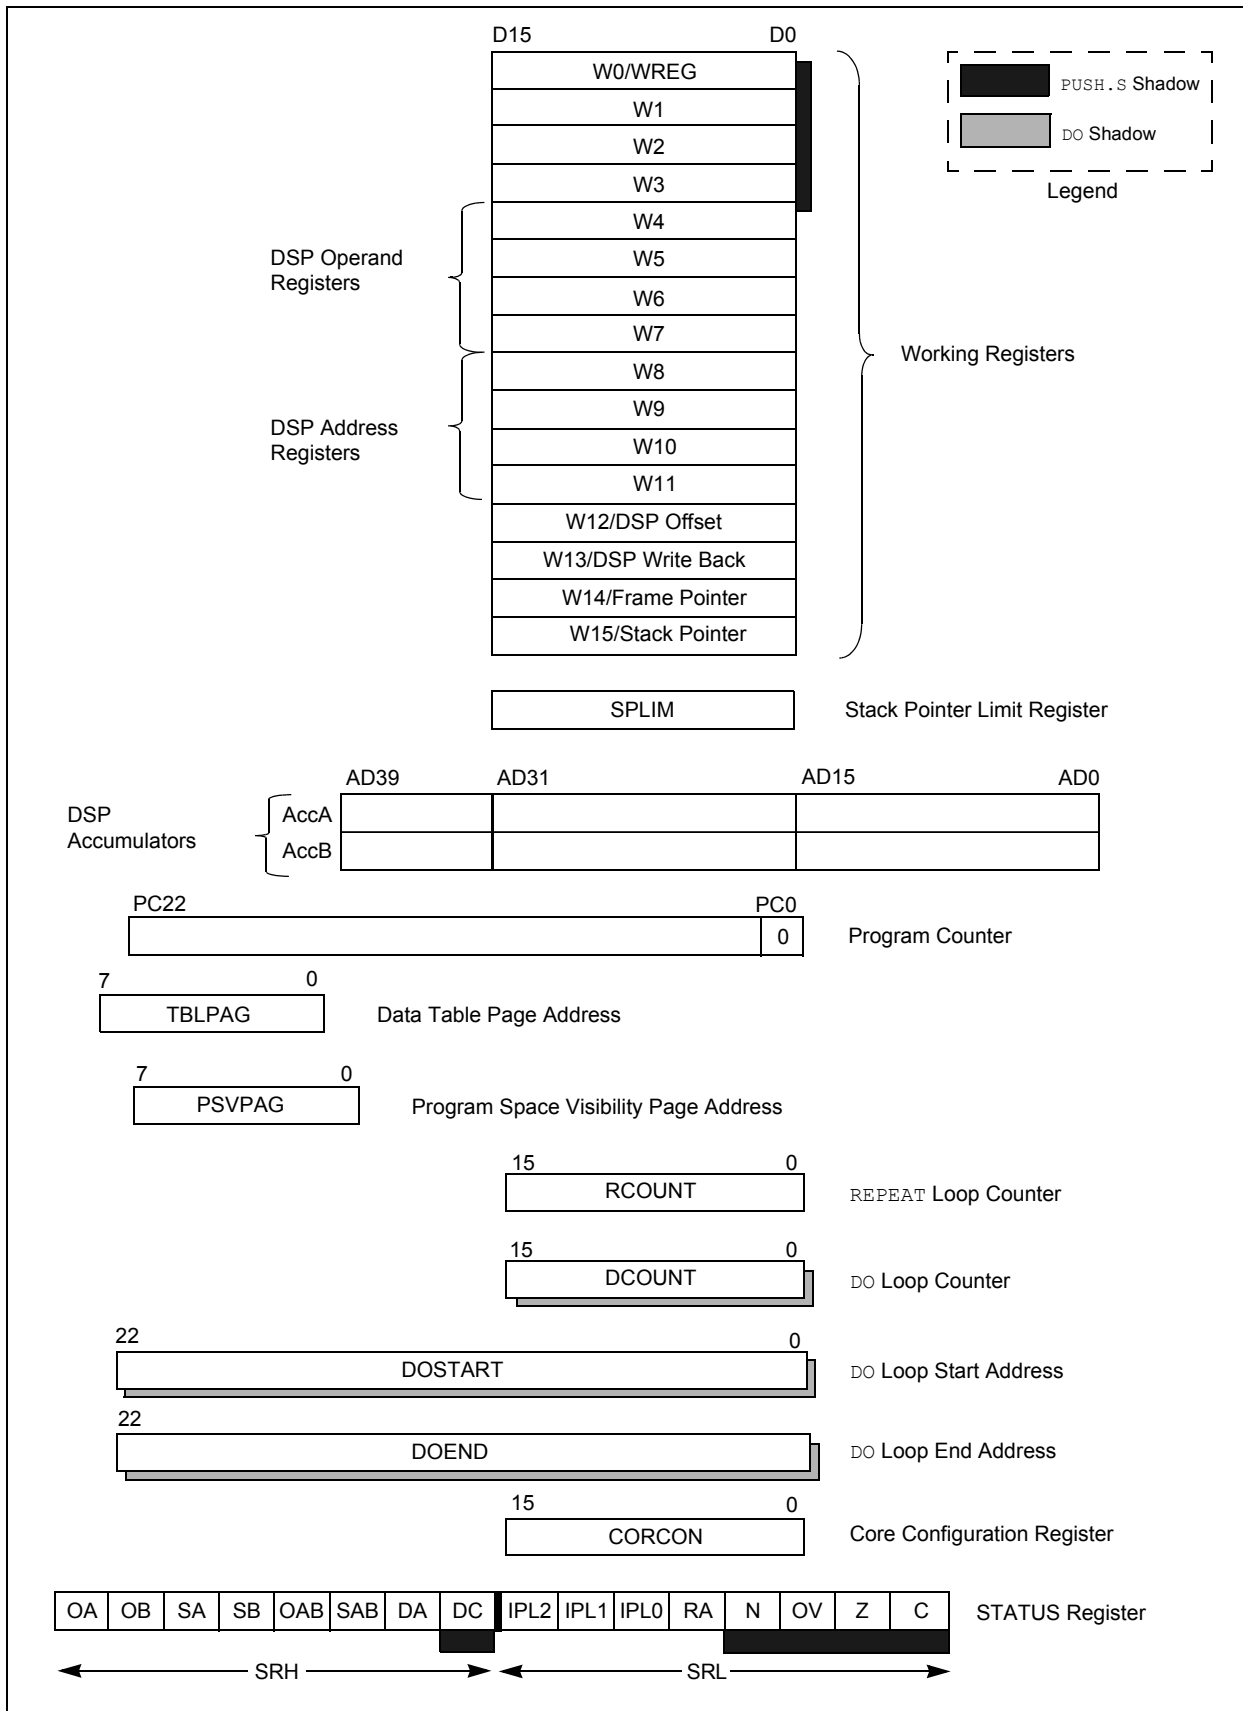 D15 D0
W0/WREG
PUSH.S Shadow
W1
DO Shadow
W2
W3
Legend
W4
DSP Operand
Registers
W5
W6
W7
Working Registers
W8
W9
DSP Address
Registers
W10
W11
W12/DSP Offset
W13/DSP Write Back
W14/Frame Pointer
W15/Stack Pointer
SPLIM Stack Pointer Limit Register
AD39 AD31 AD15 AD0
DSP
Accumulators
AccA
AccB
PC22 PC0
0 Program Counter
7 0
TBLPAG Data Table Page Address
7 0
PSVPAG Program Space Visibility Page Address
15 0
RCOUNT REPEAT Loop Counter
15 0
DCOUNT DO Loop Counter
22 0
DOSTART DO Loop Start Address
22
DOEND DO Loop End Address
15 0
CORCON Core Configuration Register
OA OB SA SB OAB SAB DA DC IPL2 IPL1 IPL0 RA N OV Z C STATUS Register
SRH SRL